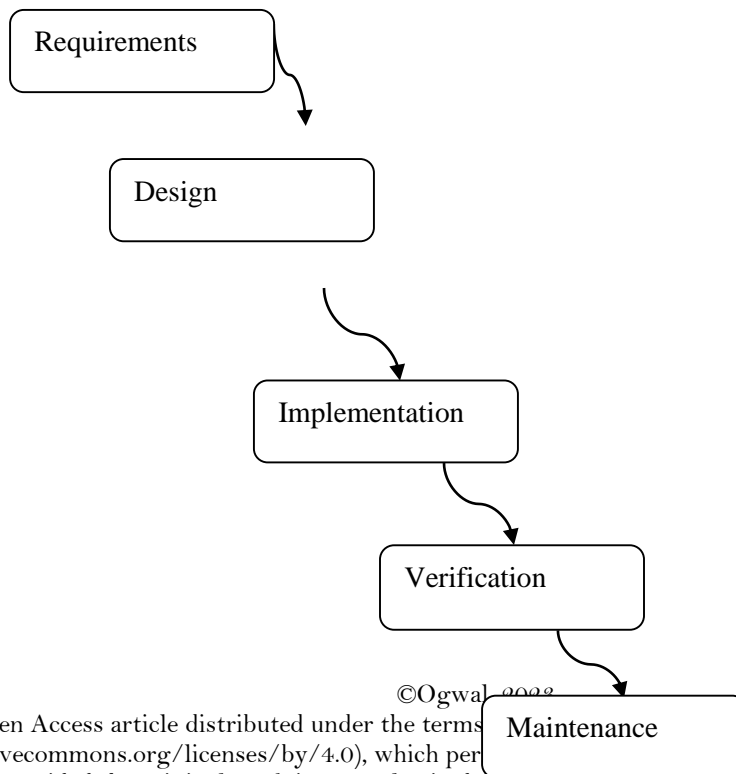 Requirements
Design
Implementation
Verification
©Ogwal 2023
en Access article distributed under the terms
Maintenance
vecommons.org/licenses/by/4.0), which per